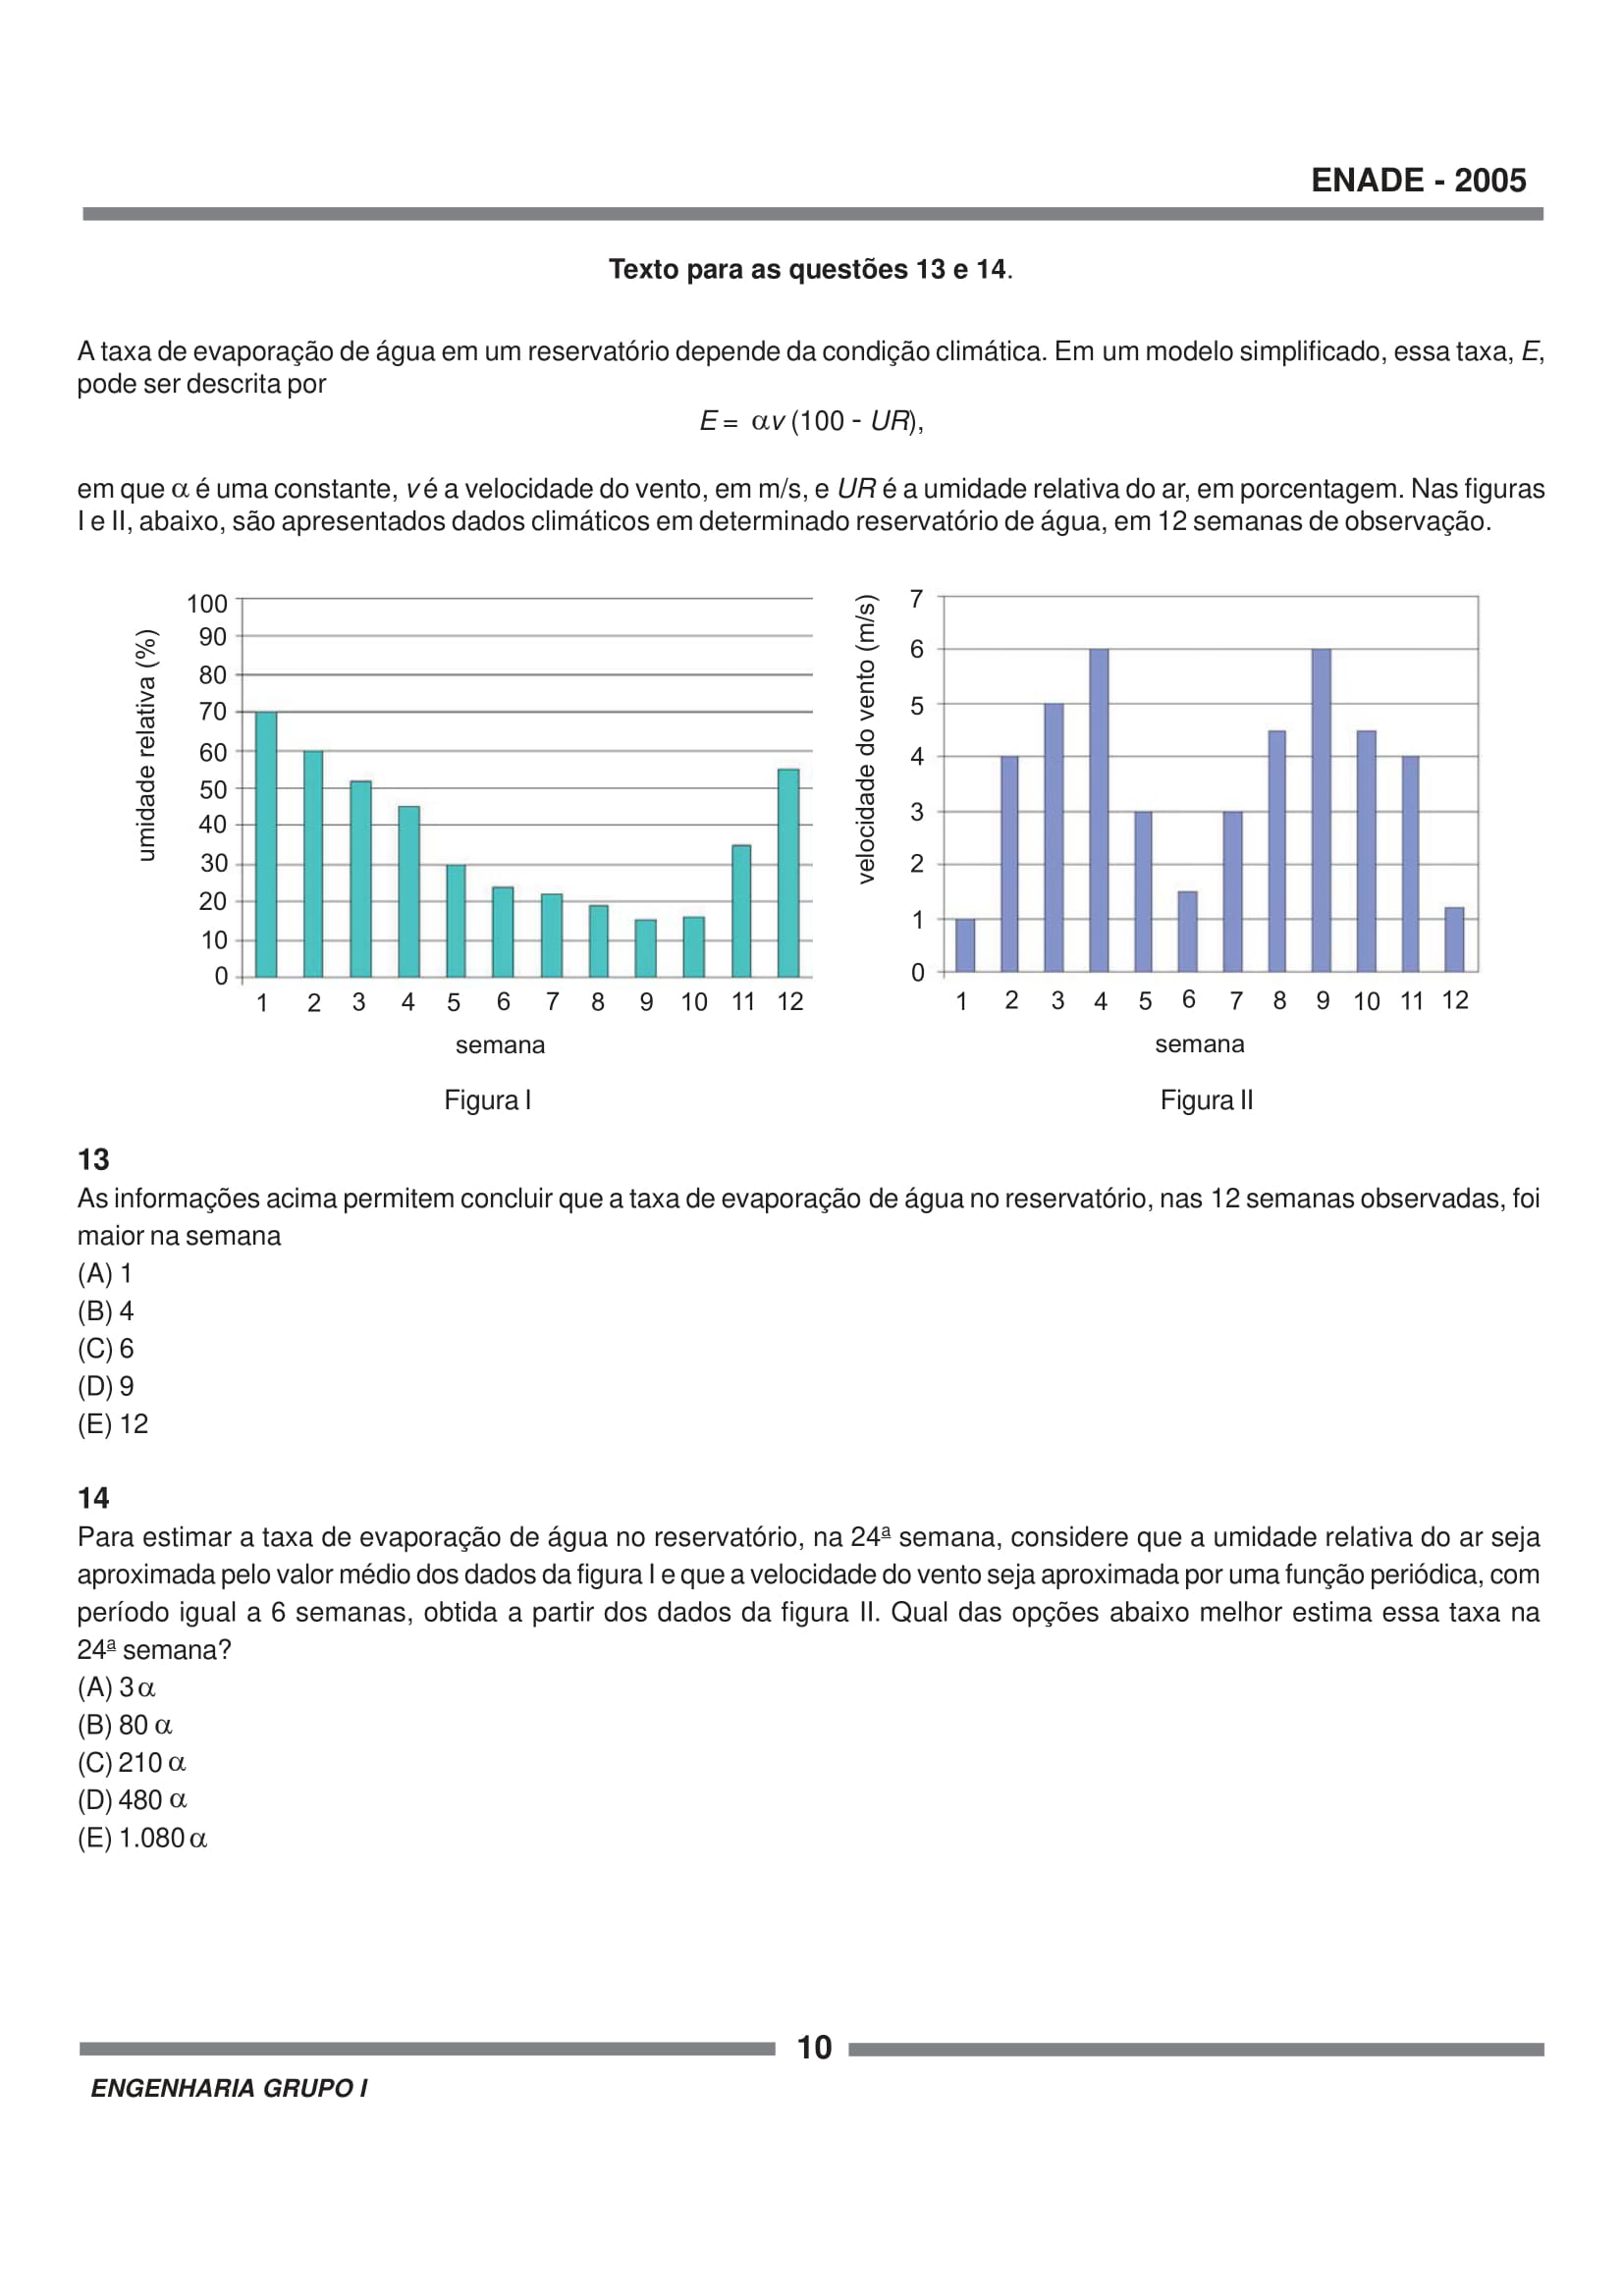 ENADE - 2005
Texto para as questões 13 e 14.
A taxa de evaporação de água em um reservatório depende da condição climática. Em um modelo simplificado, essa taxa, E,
pode ser descrita por
E = αv (100 - UR),
em que α é uma constante, v é a velocidade do vento, em m/s, e UR é a umidade relativa do ar, em porcentagem. Nas figuras
I e II, abaixo, são apresentados dados climáticos em determinado reservatório de água, em 12 semanas de observação.
umidade relativa (%)
100
90
80
70
60
50
40
30
20
10
0
1 2 3 4 5 6 7 8 9 10 11 12
semana
Figura I
velocidade do vento (m/s)
7
6
5
4
3
2
1
0
1 2 3 4 5 6 7 8 9 10 11 12
semana
Figura II
13
As informações acima permitem concluir que a taxa de evaporação de água no reservatório, nas 12 semanas observadas, foi
maior na semana
(A) 1
(B) 4
(C) 6
(D) 9
(E) 12
14
Para estimar a taxa de evaporação de água no reservatório, na 24ª semana, considere que a umidade relativa do ar seja
aproximada pelo valor médio dos dados da figura I e que a velocidade do vento seja aproximada por uma função periódica, com
período igual a 6 semanas, obtida a partir dos dados da figura II. Qual das opções abaixo melhor estima essa taxa na
24ª semana?
(A) 3 α
(B) 80 α
(C) 210 α
(D) 480 α
(E) 1.080 α
10
ENGENHARIA GRUPO I